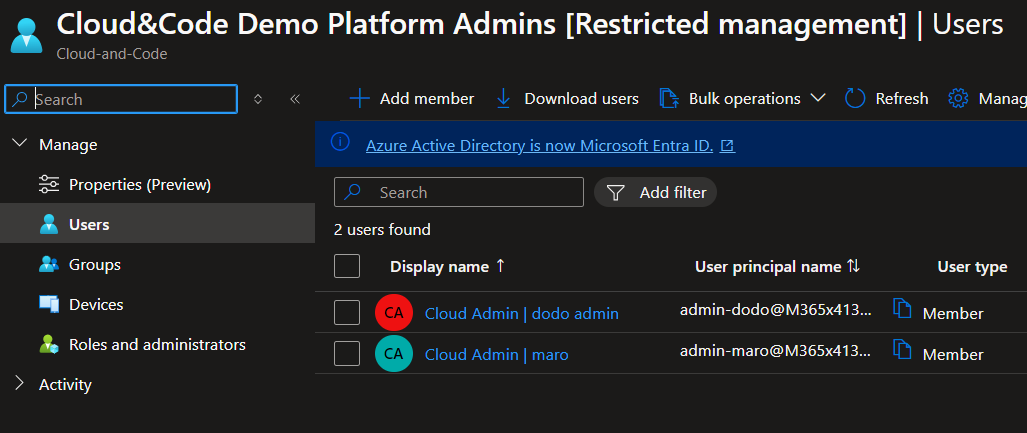 Cloud&Code Demo Platform Admins [Restricted management] | Users
Cloud-and-Code
Search
Add member
Download users
Bulk operations
Refresh
Manag
Manage
Azure Active Directory is now Microsoft Entra ID.
Properties (Preview)
Search
Add filter
Users
2 users found
Groups
Display name
User principal name
User type
Devices
CA
Cloud Admin | dodo admin
admin-dodo@M365x413...
Member
Roles and administrators
CA
Cloud Admin | maro
admin-maro@M365x413...
Member
Activity